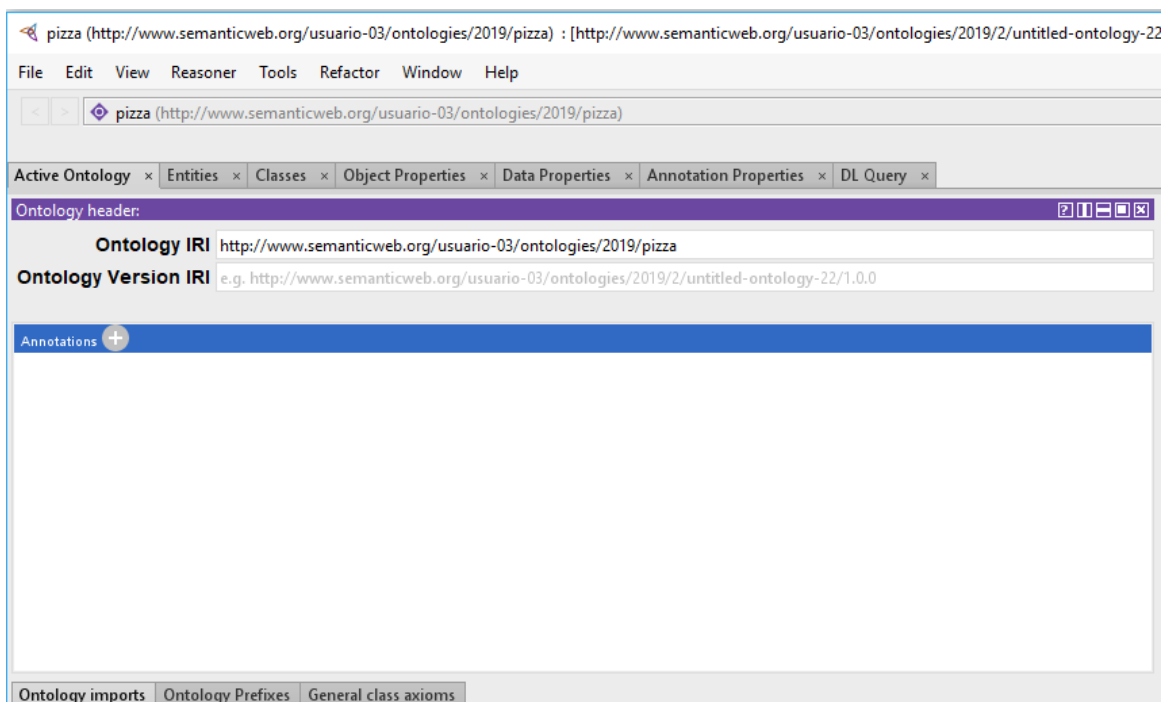 pizza (http://www.semanticweb.org/usuario-03/ontologies/2019/pizza) : [http://www.semanticweb.org/usuario-03/ontologies/2019/2/untitled-ontology-22
File Edit View Reasoner Tools Refactor Window Help
< > pizza (http://www.semanticweb.org/usuario-03/ontologies/2019/pizza)
Active Ontology × Entities × Classes × Object Properties × Data Properties × Annotation Properties × DL Query ×
Ontology header:
Ontology IRI http://www.semanticweb.org/usuario-03/ontologies/2019/pizza
Ontology Version IRI e.g. http://www.semanticweb.org/usuario-03/ontologies/2019/2/untitled-ontology-22/1.0.0
Annotations +
Ontology imports Ontology Prefixes General class axioms